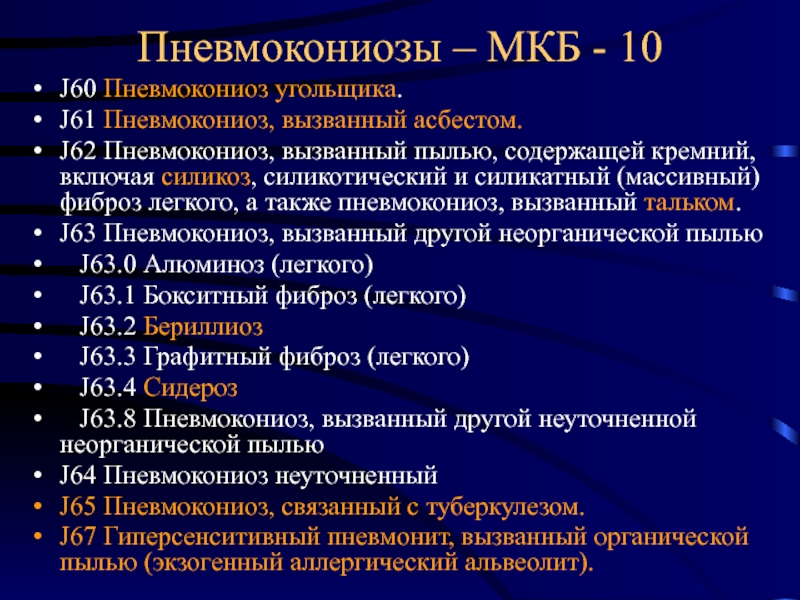 Пневмокониозы – МКБ - 10
• J60 Пневмокониоз угольщика.
• J61 Пневмокониоз, вызванный асбестом.
• J62 Пневмокониоз, вызванный пылью, содержащей кремний,
включая силикоз, силикотический и силикатный (массивный)
фиброз легкого, а также пневмокониоз, вызванный тальком.
• J63 Пневмокониоз, вызванный другой неорганической пылью
• J63.0 Алюминоз (легкого)
• J63.1 Бокситный фиброз (легкого)
• J63.2 Бериллиоз
• J63.3 Графитный фиброз (легкого)
• J63.4 Сидероз
• J63.8 Пневмокониоз, вызванный другой неуточненной
неорганической пылью
• J64 Пневмокониоз неуточненный
• J65 Пневмокониоз, связанный с туберкулезом.
• J67 Гиперсенситивный пневмонит, вызванный органической
пылью (экзогенный аллергический альвеолит).